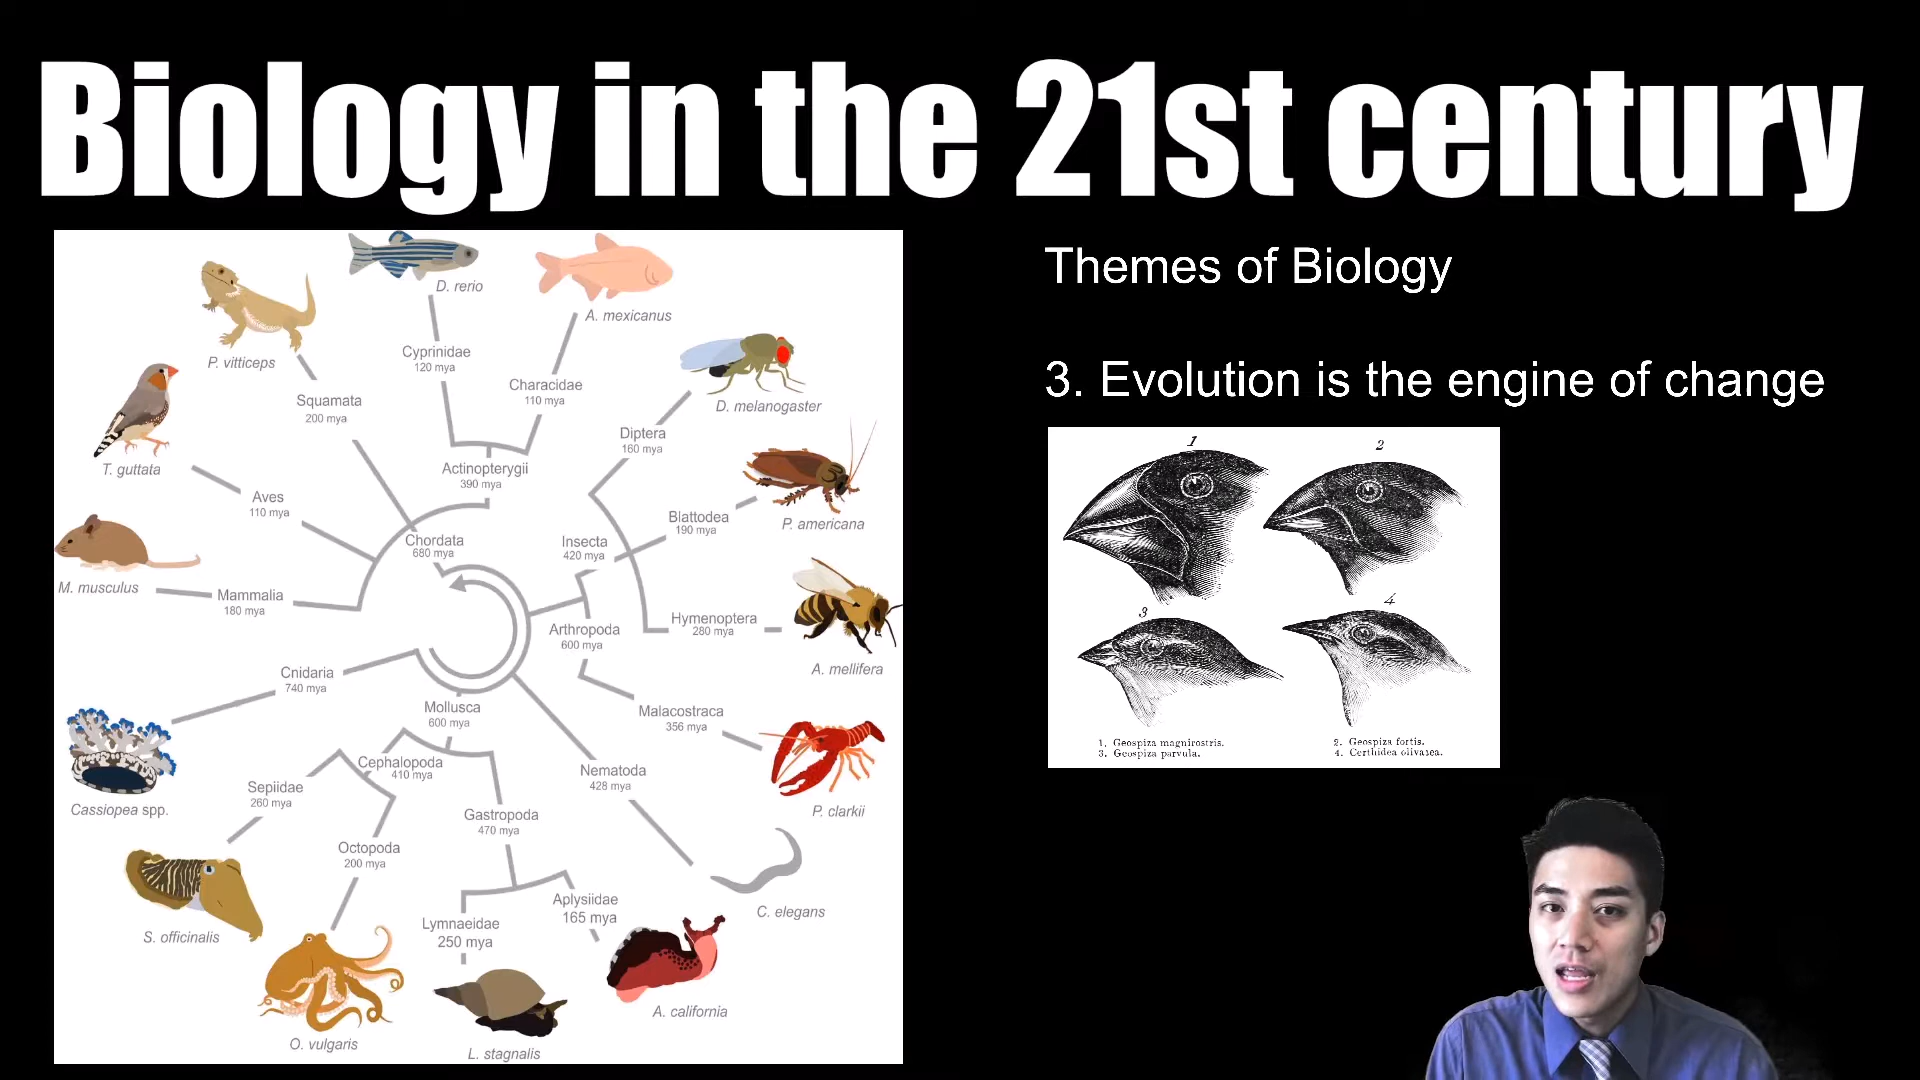 Biology in the 21st century
Themes of Biology
3. Evolution is the engine of change
D. rerio
A. mexicanus
P. vitticeps
Cyprinidae
120 mya
Characidae
110 mya
D. melanogaster
Squamata
200 mya
Diptera
160 mya
T. guttata
Actinopterygii
390 mya
Aves
110 mya
Blattodea
190 mya
P. americana
Chordata
680 mya
Insecta
420 mya
M. musculus
Mammalia
180 mya
Arthropoda
600 mya
Hymenoptera
280 mya
A. mellifera
Cnidaria
740 mya
Mollusca
600 mya
Malacostraca
356 mya
Cassiopea spp.
Sepiidae
260 mya
Cephalopoda
410 mya
Nematoda
428 mya
P. clarkii
Gastropoda
470 mya
Octopoda
200 mya
S. officinalis
Lymnaeidae
250 mya
Aplysiidae
165 mya
C. elegans
O. vulgaris
L. stagnalis
A. california
1
2
3
4
1. Geospiza magnirostris.
2. Geospiza fortis.
3. Geospiza parvula.
4. Certhidea olivasea.